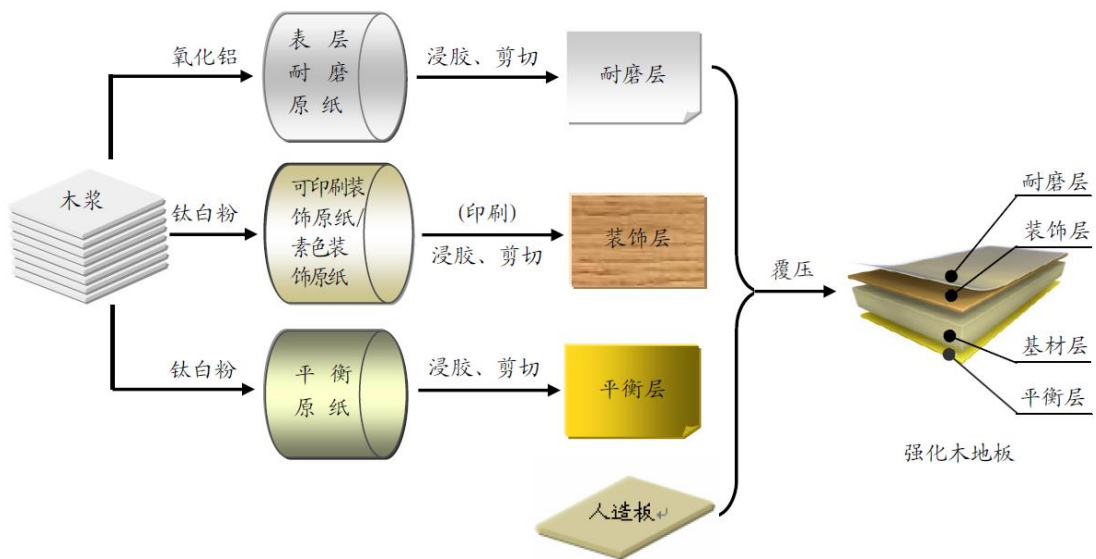 氧化铝
表层
耐磨
原纸
浸胶、剪切
耐磨层
木浆
钛白粉
可印刷装
饰原纸/
素色装
饰原纸
(印刷)
浸胶、剪切
装饰层
钛白粉
平衡
原纸
浸胶、剪切
平衡层
人造板
覆压
耐磨层
装饰层
基材层
平衡层
强化木地板